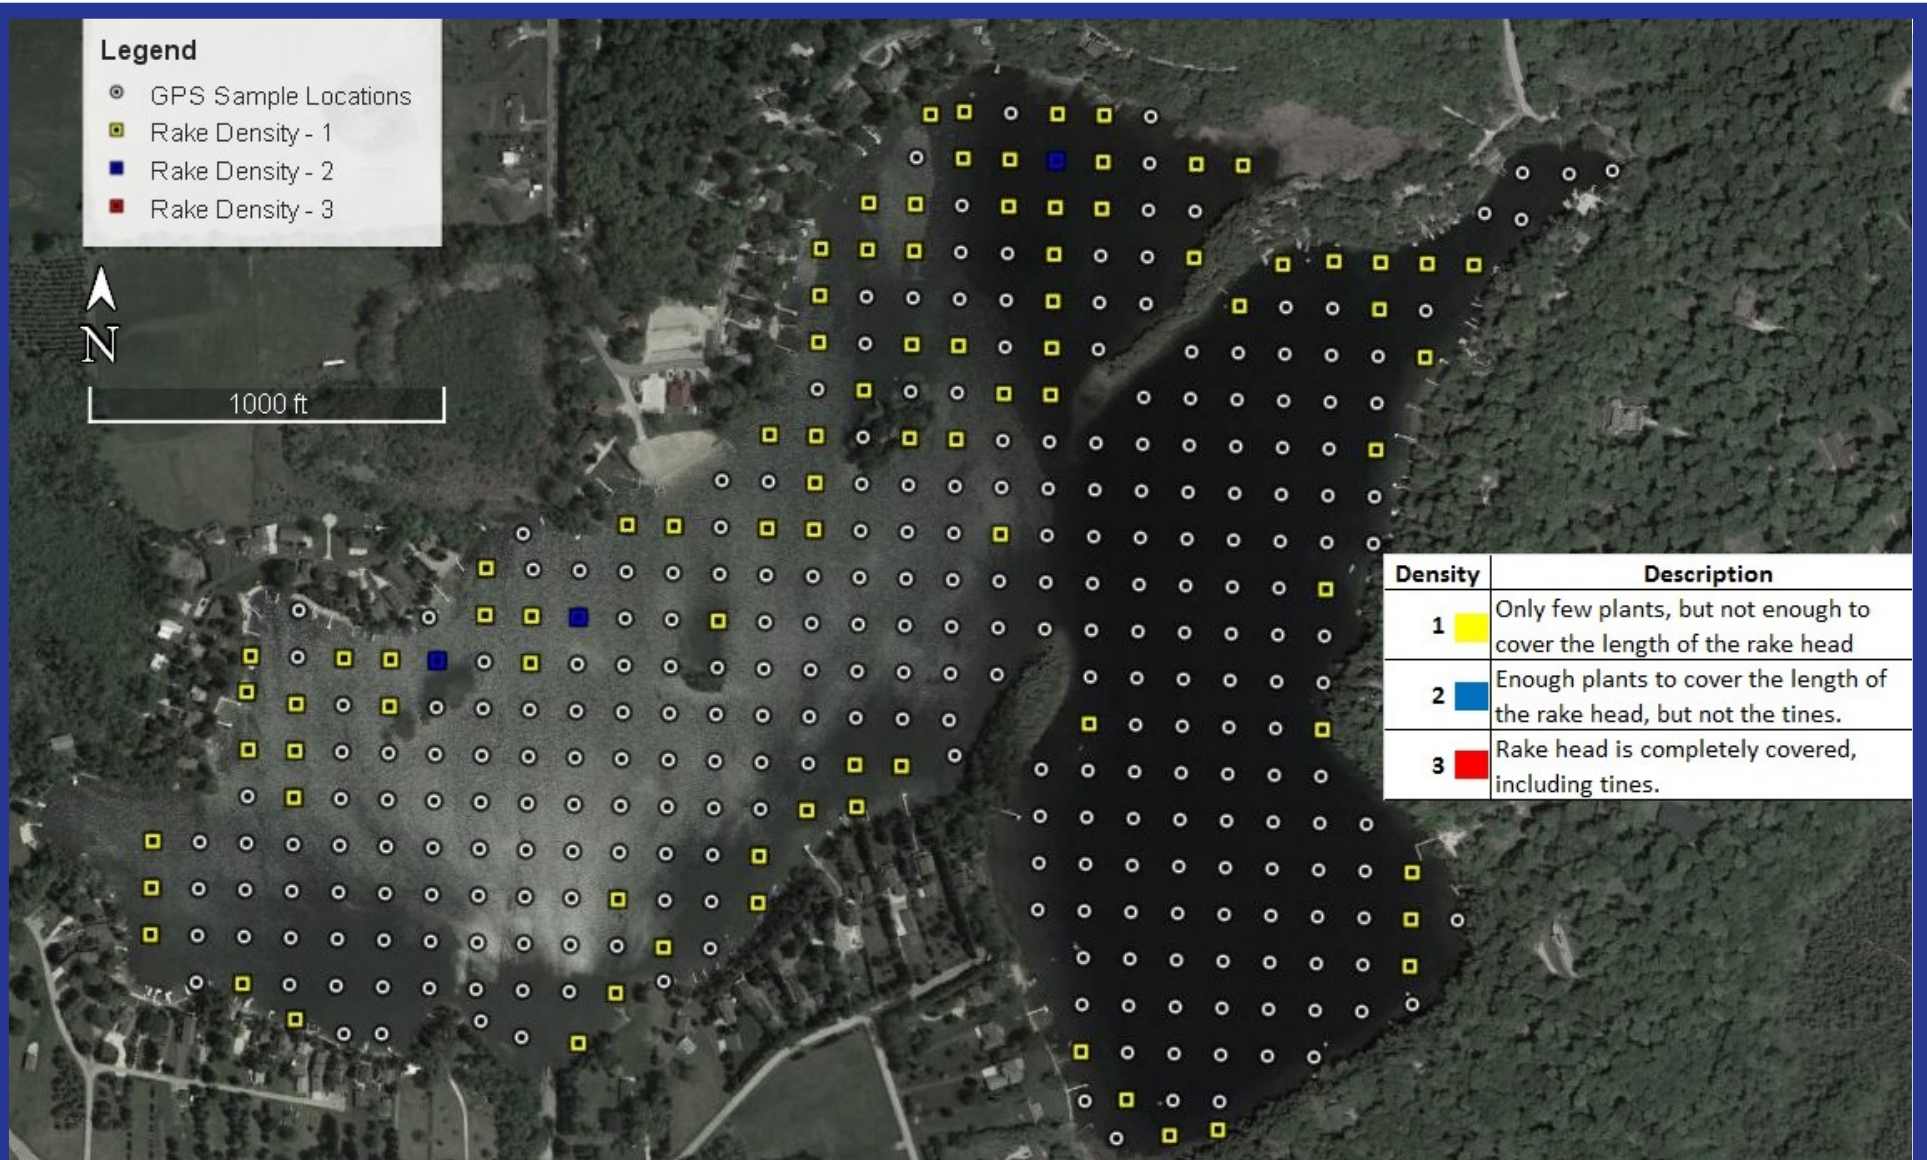 Legend
GPS Sample Locations
Rake Density - 1
Rake Density - 2
Rake Density - 3
N
1000 ft
Density Description
1 Only few plants, but not enough to
cover the length of the rake head
2 Enough plants to cover the length of
the rake head, but not the tines.
3 Rake head is completely covered,
including tines.